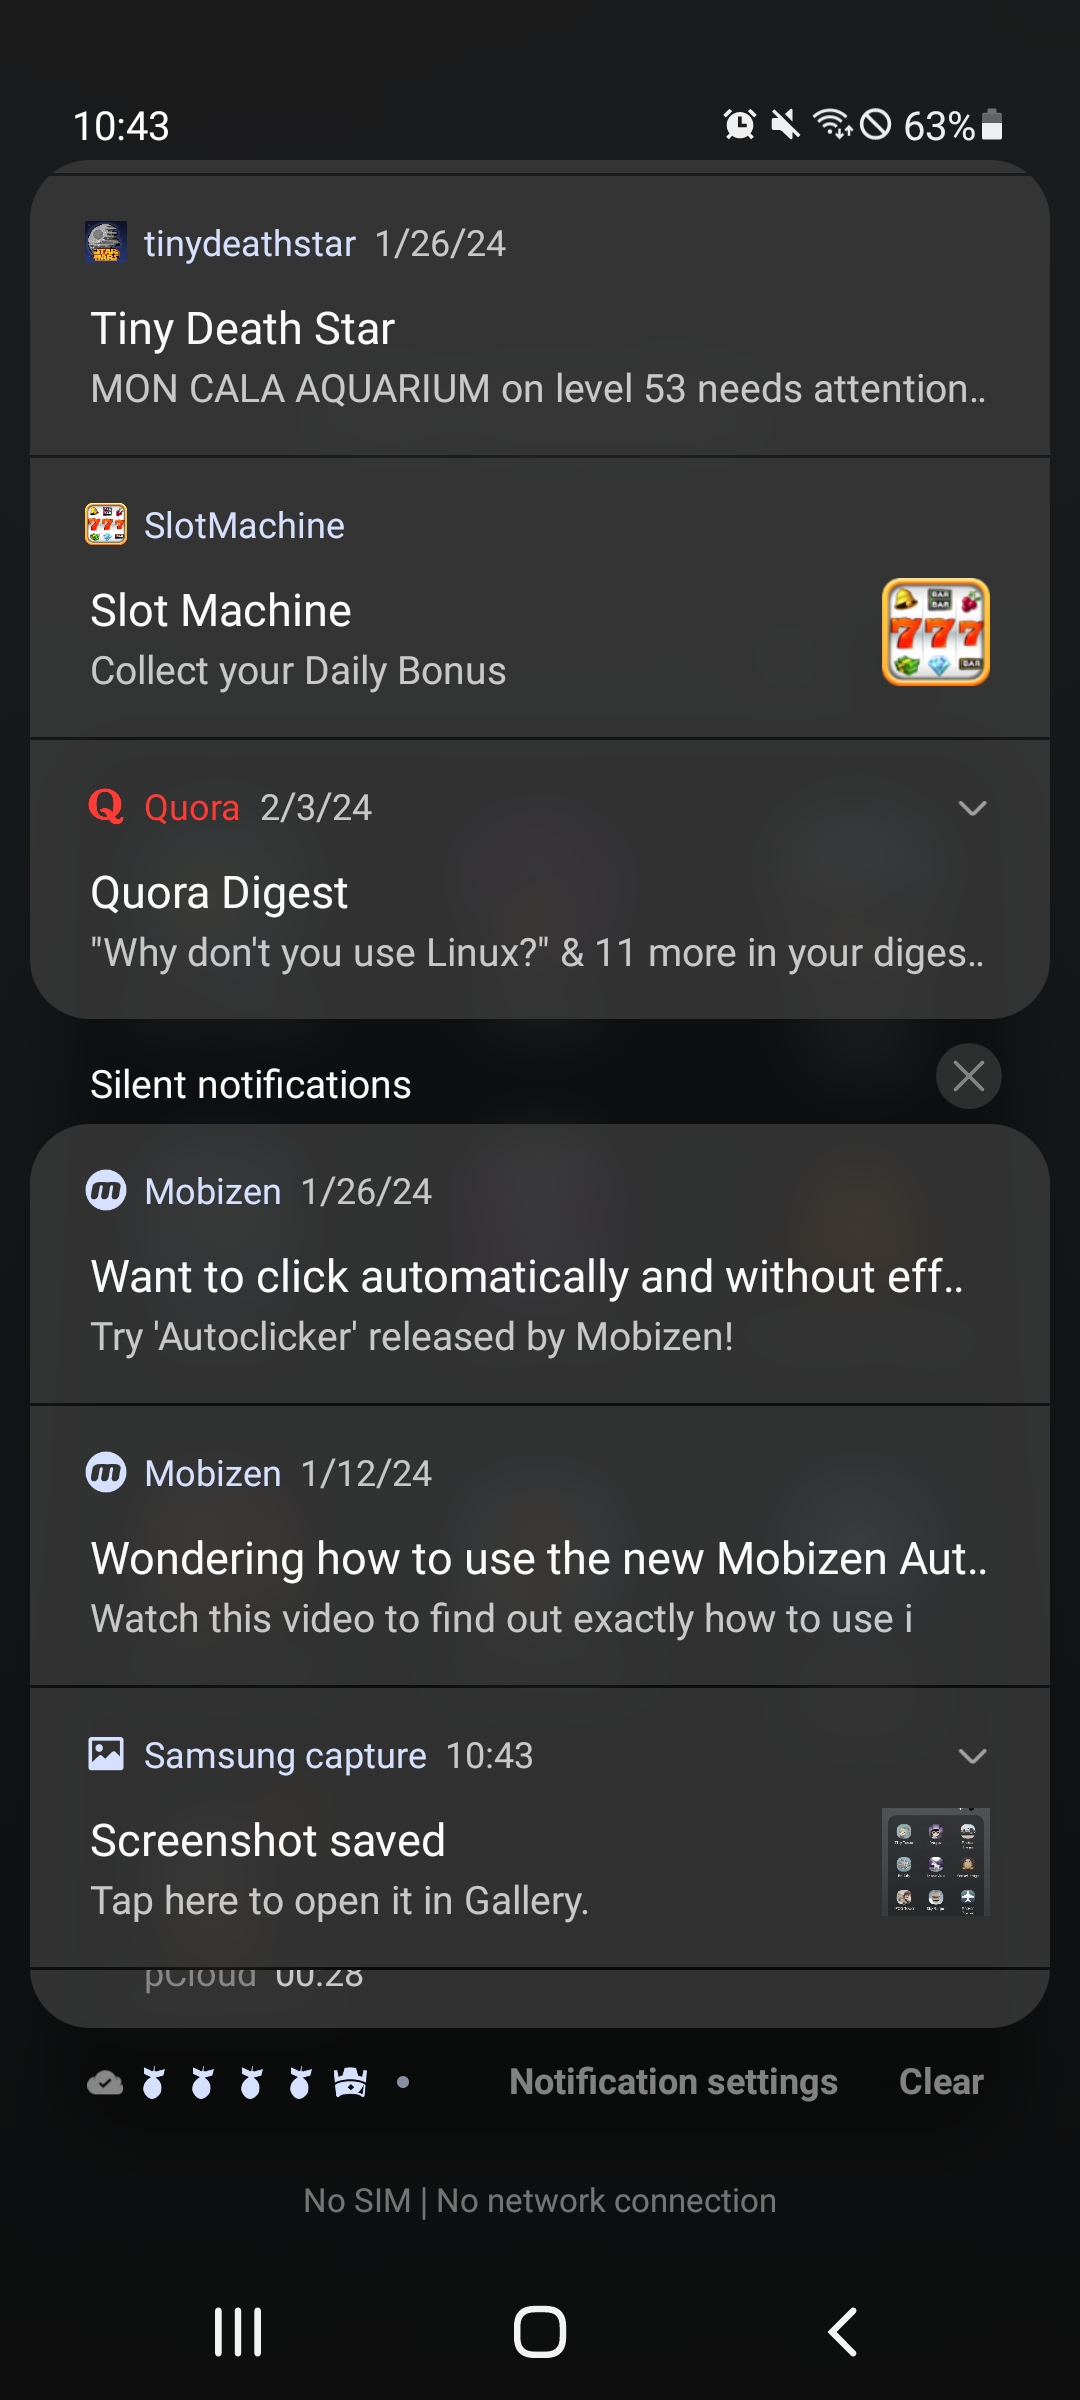 10:43
63%
tinydeathstar 1/26/24
Tiny Death Star
MON CALA AQUARIUM on level 53 needs attention..
SlotMachine
Slot Machine
Collect your Daily Bonus
Quora 2/3/24
Quora Digest
"Why don't you use Linux?" & 11 more in your diges..
Silent notifications
Mobizen 1/26/24
Want to click automatically and without eff..
Try 'Autoclicker' released by Mobizen!
Mobizen 1/12/24
Wondering how to use the new Mobizen Aut..
Watch this video to find out exactly how to use i
Samsung capture 10:43
Screenshot saved
Tap here to open it in Gallery.
pCloud 00:28
Notification settings Clear
No SIM | No network connection